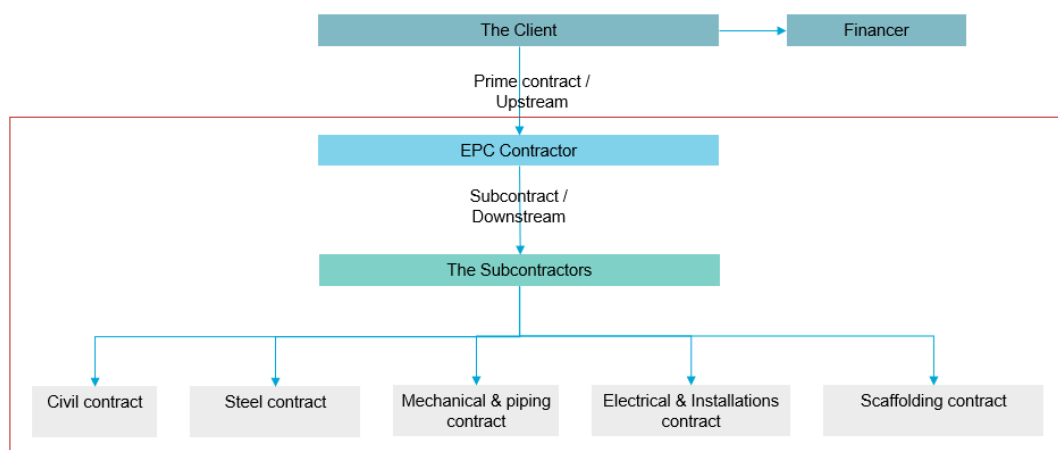 The Client
Financer
Prime contract /
Upstream
EPC Contractor
Subcontract /
Downstream
The Subcontractors
Civil contract
Steel contract
Mechanical & piping
contract
Electrical & Installations
contract
Scaffolding contract